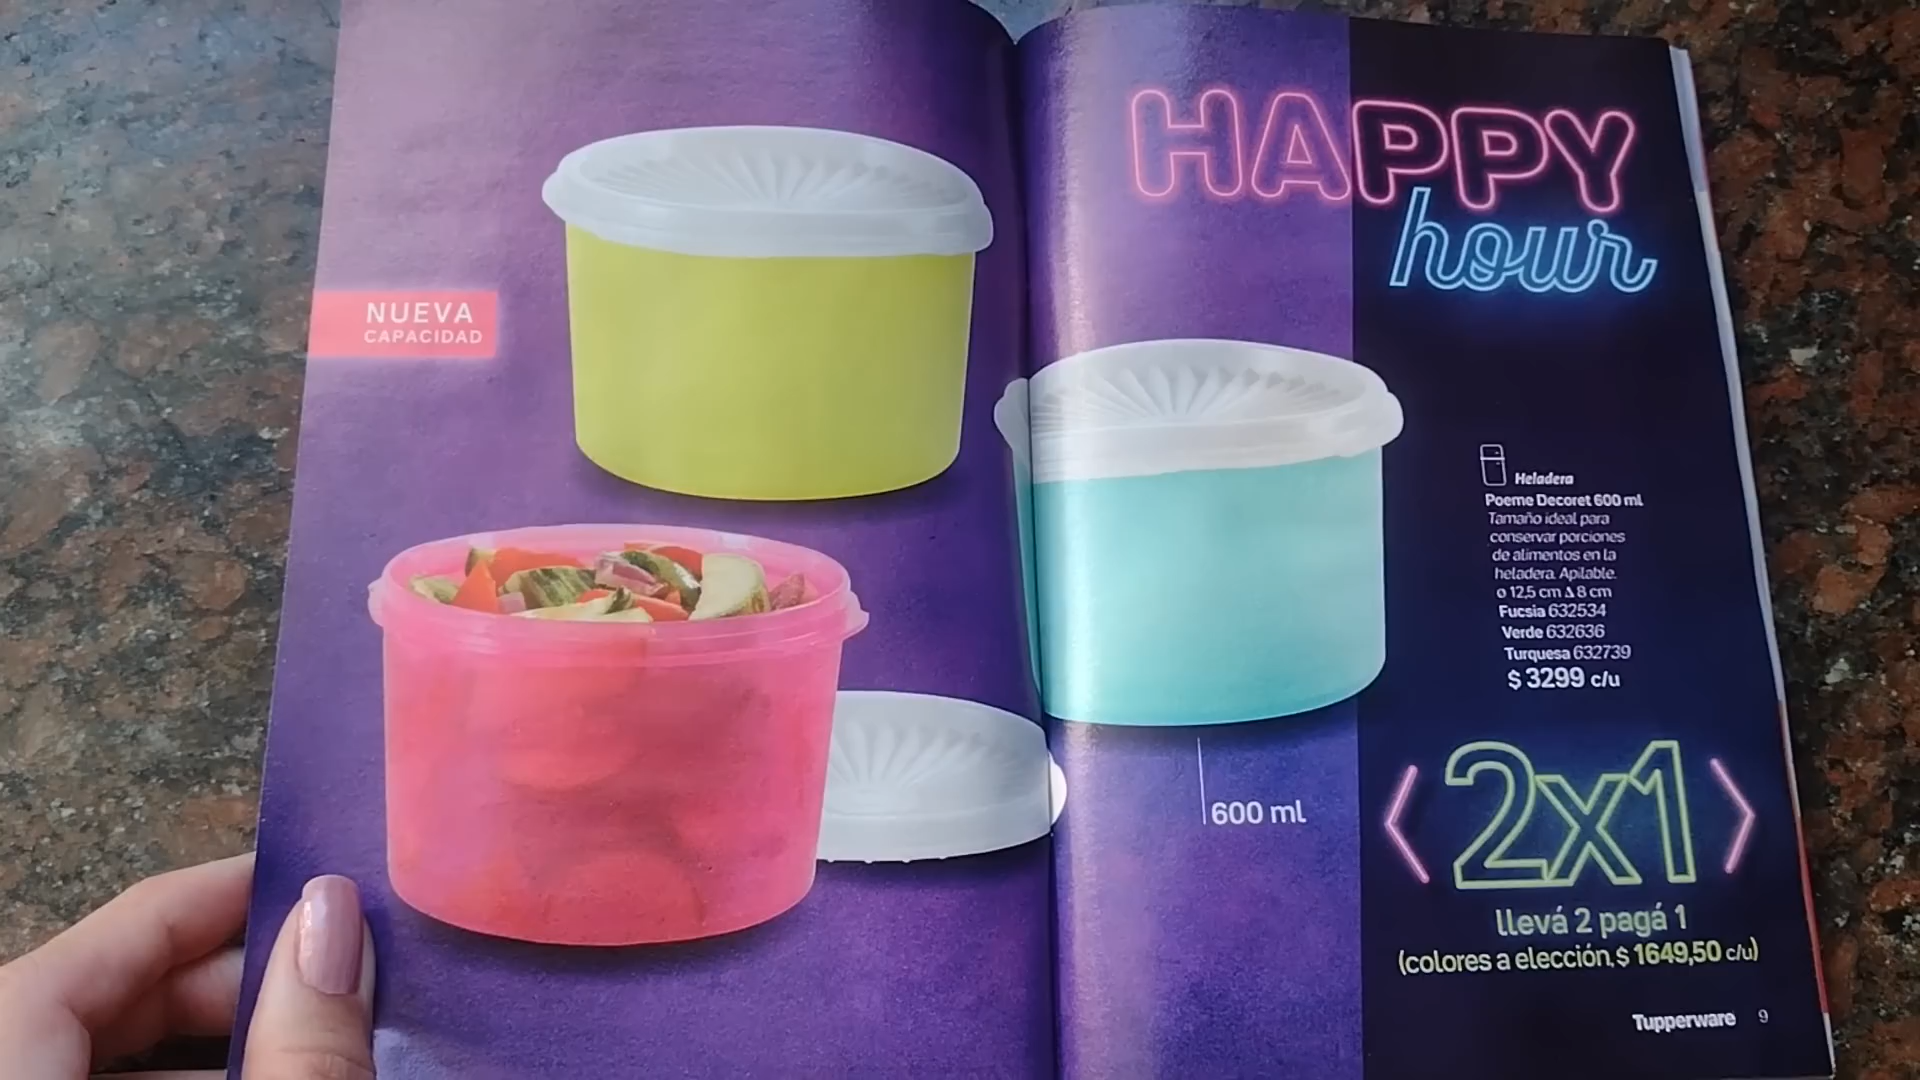 NUEVA
CAPACIDAD
HAPPY
hour
Heladera
Poeme Decoret 600 ml
Tamaño ideal para
conservar porciones
de alimentos en la
heladera. Apilable.
ø 12,5 cm Δ 8 cm
Fucsia 632534
Verde 632636
Turquesa 632739
$ 3299 c/u
600 ml
2x1
llevá 2 pagá 1
(colores a elección, $ 1649,50 c/u)
Tupperware 9